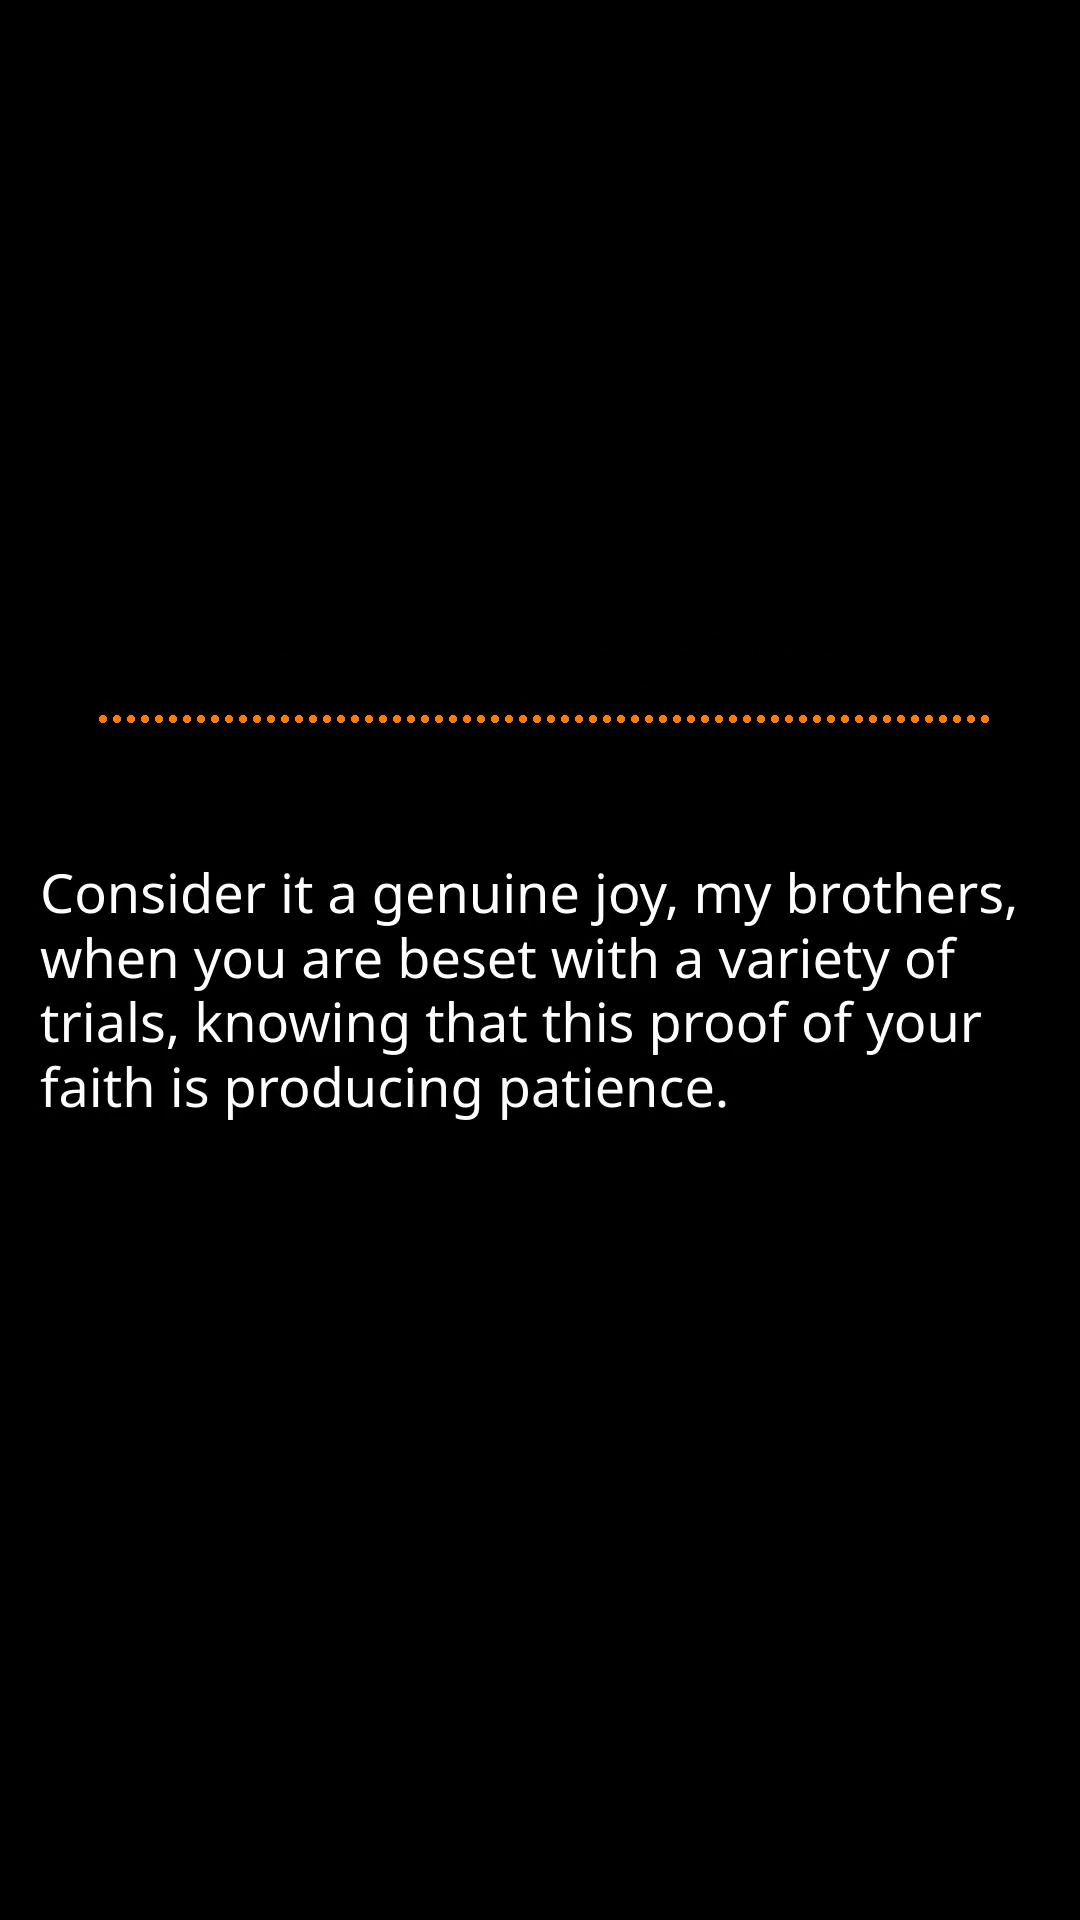 Consider it a genuine joy, my brothers,
when you are beset with a variety of
trials, knowing that this proof of your
faith is producing patience.